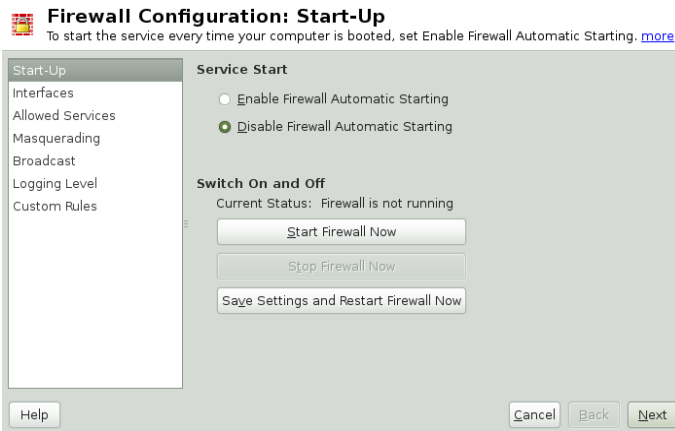 Firewall Configuration: Start-Up
To start the service every time your computer is booted, set Enable Firewall Automatic Starting. more
Start-Up
Interfaces
Allowed Services
Masquerading
Broadcast
Logging Level
Custom Rules
Service Start
Enable Firewall Automatic Starting
Disable Firewall Automatic Starting
Switch On and Off
Current Status: Firewall is not running
Start Firewall Now
Stop Firewall Now
Save Settings and Restart Firewall Now
Help
Cancel
Back
Next